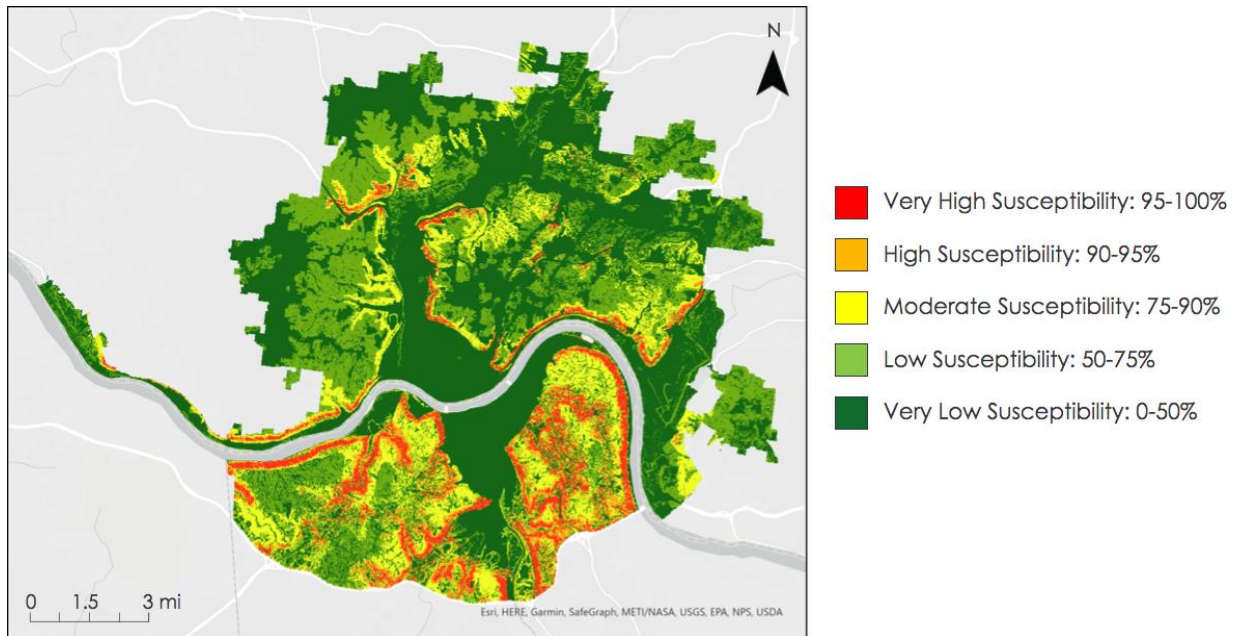 N
Very High Susceptibility: 95-100%
High Susceptibility: 90-95%
Moderate Susceptibility: 75-90%
Low Susceptibility: 50-75%
Very Low Susceptibility: 0-50%
0 1.5 3 mi
Esri, HERE, Garmin, SafeGraph, METI/NASA, USGS, EPA, NPS, USDA